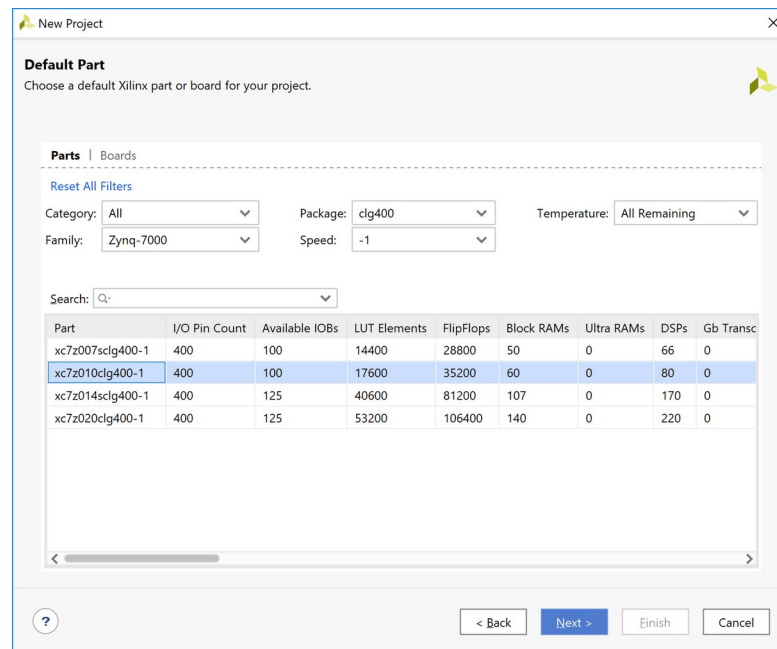 New Project
Default Part
Choose a default Xilinx part or board for your project.
Parts | Boards
Reset All Filters
Category: All Package: clg400 Temperature: All Remaining
Family: Zynq-7000 Speed: -1
Search: Q-
Part I/O Pin Count Available IOBs LUT Elements FlipFlops Block RAMs Ultra RAMs DSPs Gb Transc
xc7z007sclg400-1 400 100 14400 28800 50 0 66 0
xc7z010clg400-1 400 100 17600 35200 60 0 80 0
xc7z014sclg400-1 400 125 40600 81200 107 0 170 0
xc7z020clg400-1 400 125 53200 106400 140 0 220 0
? < Back Next > Finish Cancel